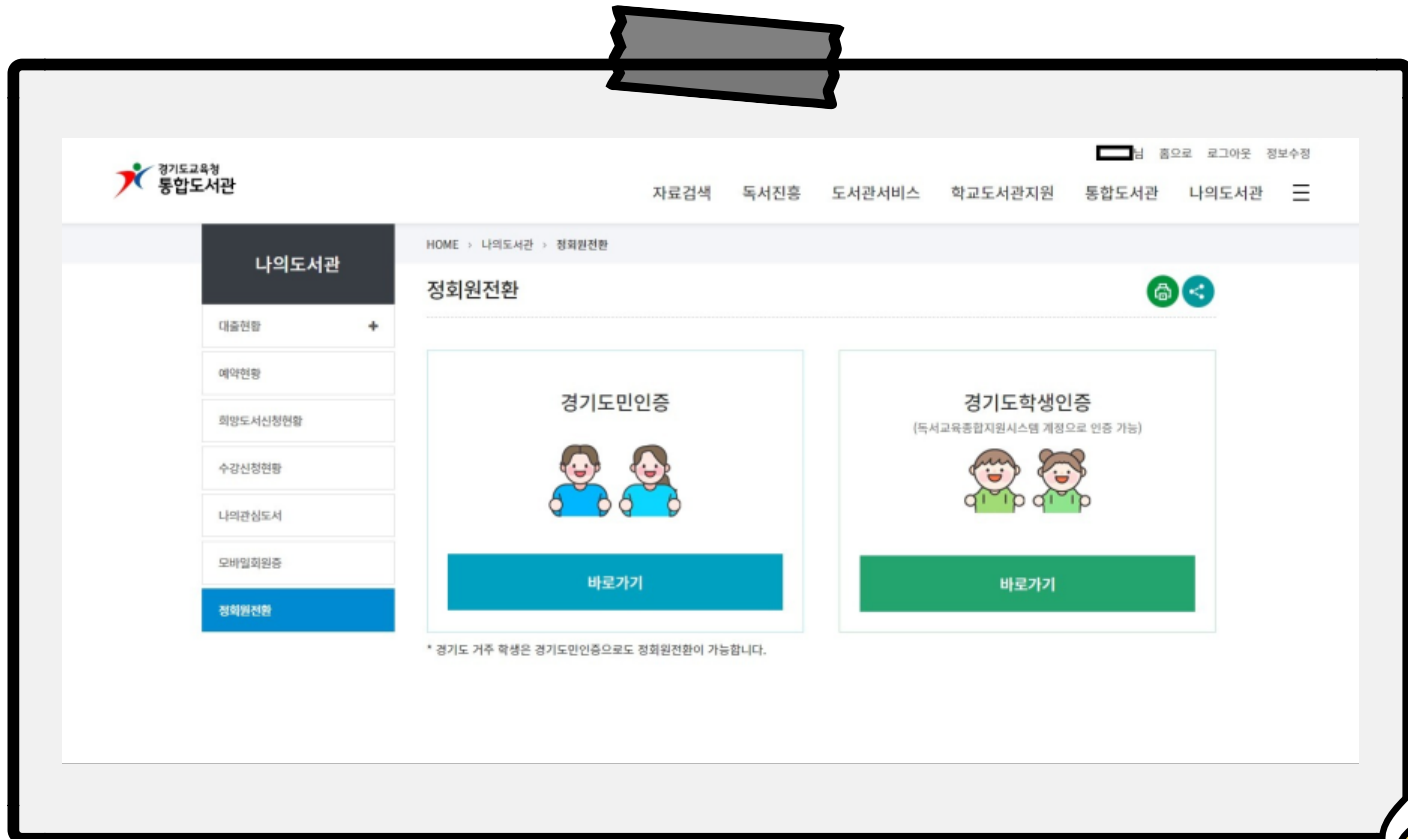 님 홈으로 로그아웃 정보수정
경기도교육청
통합도서관
자료검색 독서진흥 도서관서비스 학교도서관지원 통합도서관 나의도서관
나의도서관
HOME > 나의도서관 > 정회원전환
정회원전환
대출현황 +
예약현황
희망도서신청현황
수강신청현황
나의관심도서
모바일회원증
정회원전환
경기도민인증
바로가기
경기도학생인증
(독서교육종합지원시스템 계정으로 인증 가능)
바로가기
* 경기도 거주 학생은 경기도민인증으로도 정회원전환이 가능합니다.